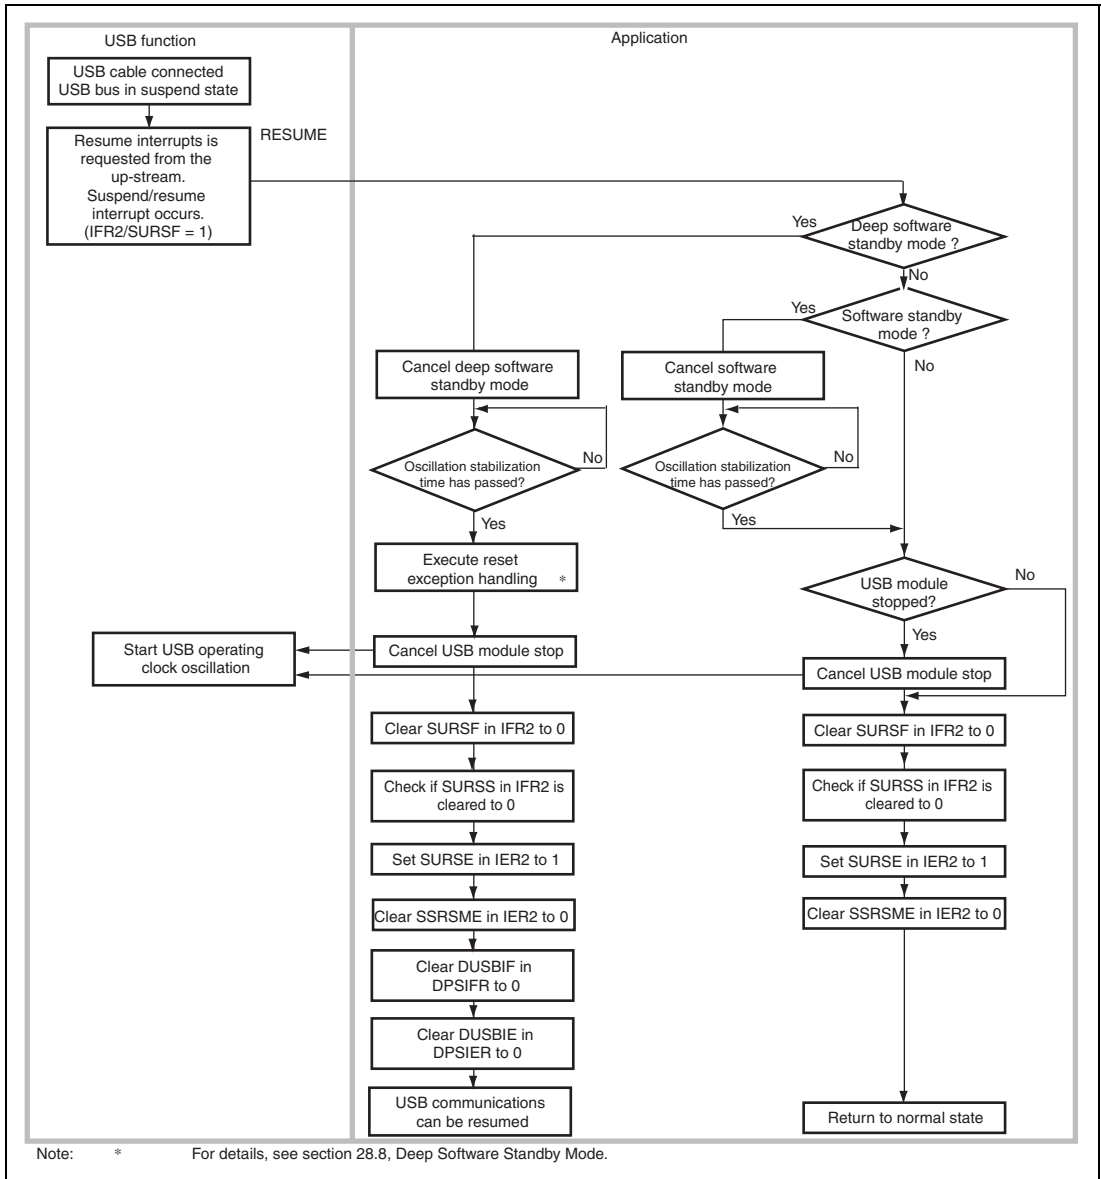 USB function
Application
USB cable connected
USB bus in suspend state
Resume interrupts is
requested from the
up-stream.
Suspend/resume
interrupt occurs.
(IFR2/SURSF = 1)
RESUME
Yes
Deep software
standby mode ?
No
Yes
Software standby
mode ?
No
Cancel deep software
standby mode
Cancel software
standby mode
Oscillation stabilization
time has passed?
No
Oscillation stabilization
time has passed?
No
Yes
Yes
Execute reset
exception handling *
USB module
stopped?
No
Yes
Start USB operating
clock oscillation
Cancel USB module stop
Cancel USB module stop
Clear SURSF in IFR2 to 0
Clear SURSF in IFR2 to 0
Check if SURSS in IFR2 is
cleared to 0
Check if SURSS in IFR2 is
cleared to 0
Set SURSE in IER2 to 1
Set SURSE in IER2 to 1
Clear SSRSME in IER2 to 0
Clear SSRSME in IER2 to 0
Clear DUSBIF in
DPSIFR to 0
Clear DUSBIE in
DPSIER to 0
USB communications
can be resumed
Return to normal state
Note: * For details, see section 28.8, Deep Software Standby Mode.